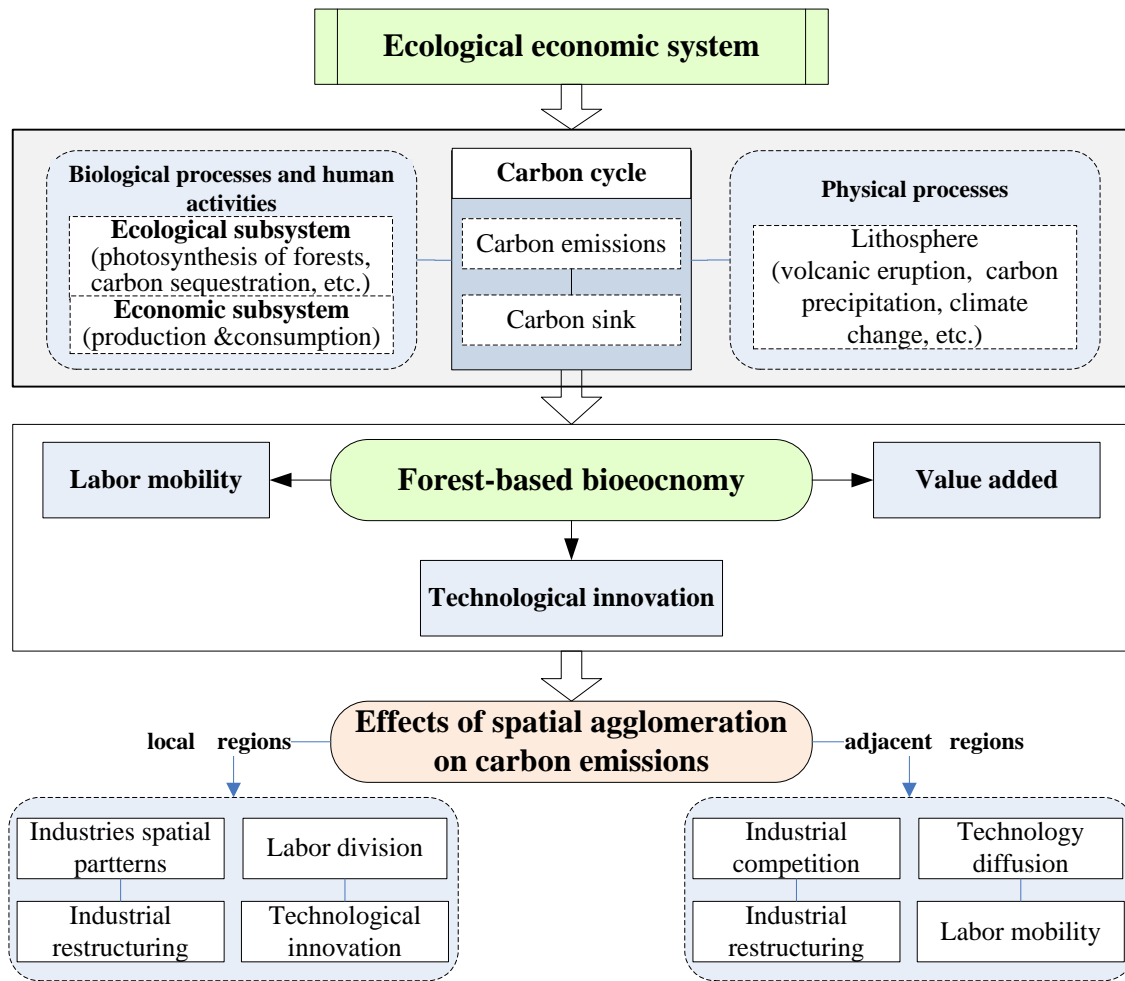 Ecological economic system
Biological processes and human
activities
Ecological subsystem
(photosynthesis of forests,
carbon sequestration, etc.)
Economic subsystem
(production &consumption)
Carbon cycle
Carbon emissions
Carbon sink
Physical processes
Lithosphere
(volcanic eruption, carbon
precipitation, climate
change, etc.)
Labor mobility
Forest-based bioeocnomy
Value added
Technological innovation
Effects of spatial agglomeration
on carbon emissions
local regions
adjacent regions
Industries spatial
partterns
Labor division
Industrial
restructuring
Technological
innovation
Industrial
competition
Technology
diffusion
Industrial
restructuring
Labor mobility